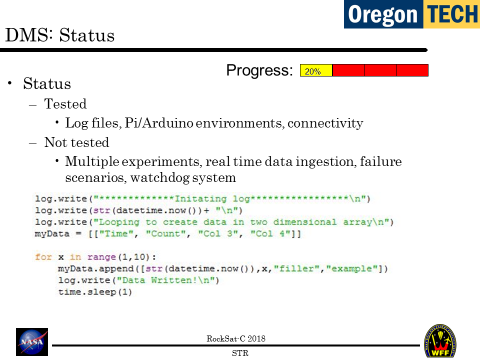 Oregon TECH
DMS: Status
Progress: 20%
• Status
– Tested
• Log files, Pi/Arduino environments, connectivity
– Not tested
• Multiple experiments, real time data ingestion, failure
scenarios, watchdog system
log.write("*************Initating log*****************\n")
log.write(str(datetime.now())+ "\n")
log.write("Looping to create data in two dimensional array\n")
myData = [["Time", "Count", "Col 3", "Col 4"]]
for x in range(1,10):
myData.append([str(datetime.now()),x,"filler","example"])
log.write("Data Written!\n")
time.sleep(1)
NASA
RockSat-C 2018
STR
WFF